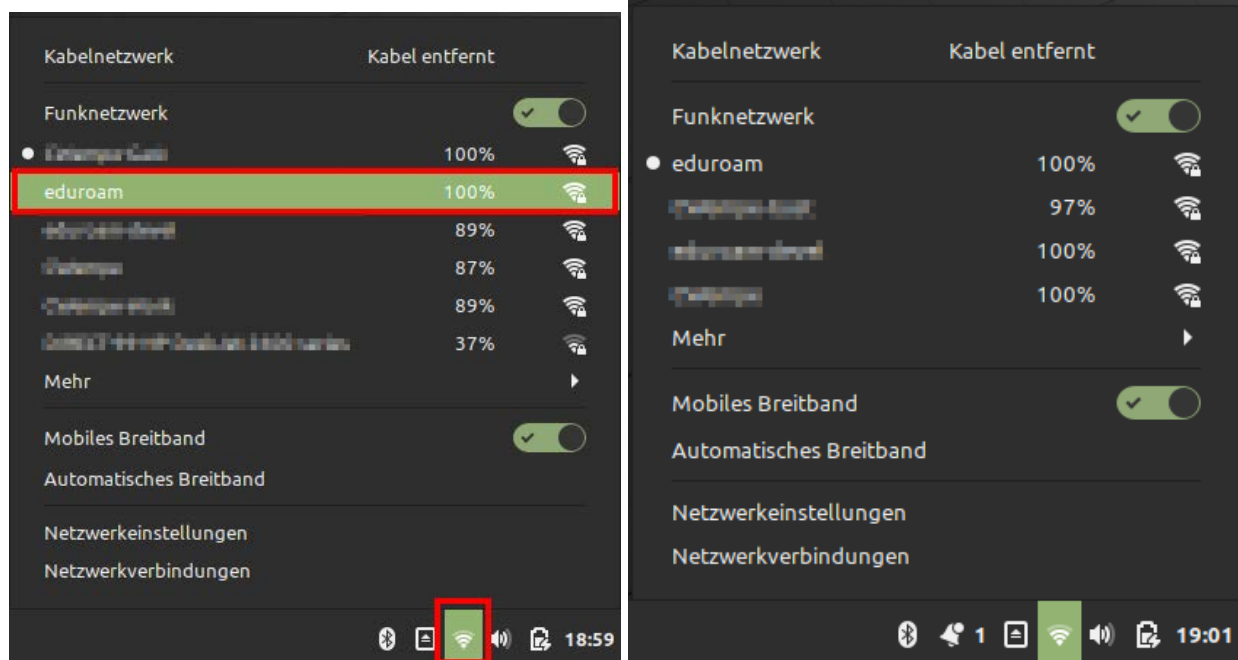 Kabelnetzwerk Kabel entfernt
Funknetzwerk
100%
eduroam 100%
89%
87%
89%
37%
Mehr
Mobiles Breitband
Automatisches Breitband
Netzwerkeinstellungen
Netzwerkverbindungen
18:59
Kabelnetzwerk Kabel entfernt
Funknetzwerk
eduroam 100%
97%
100%
100%
Mehr
Mobiles Breitband
Automatisches Breitband
Netzwerkeinstellungen
Netzwerkverbindungen
1 19:01